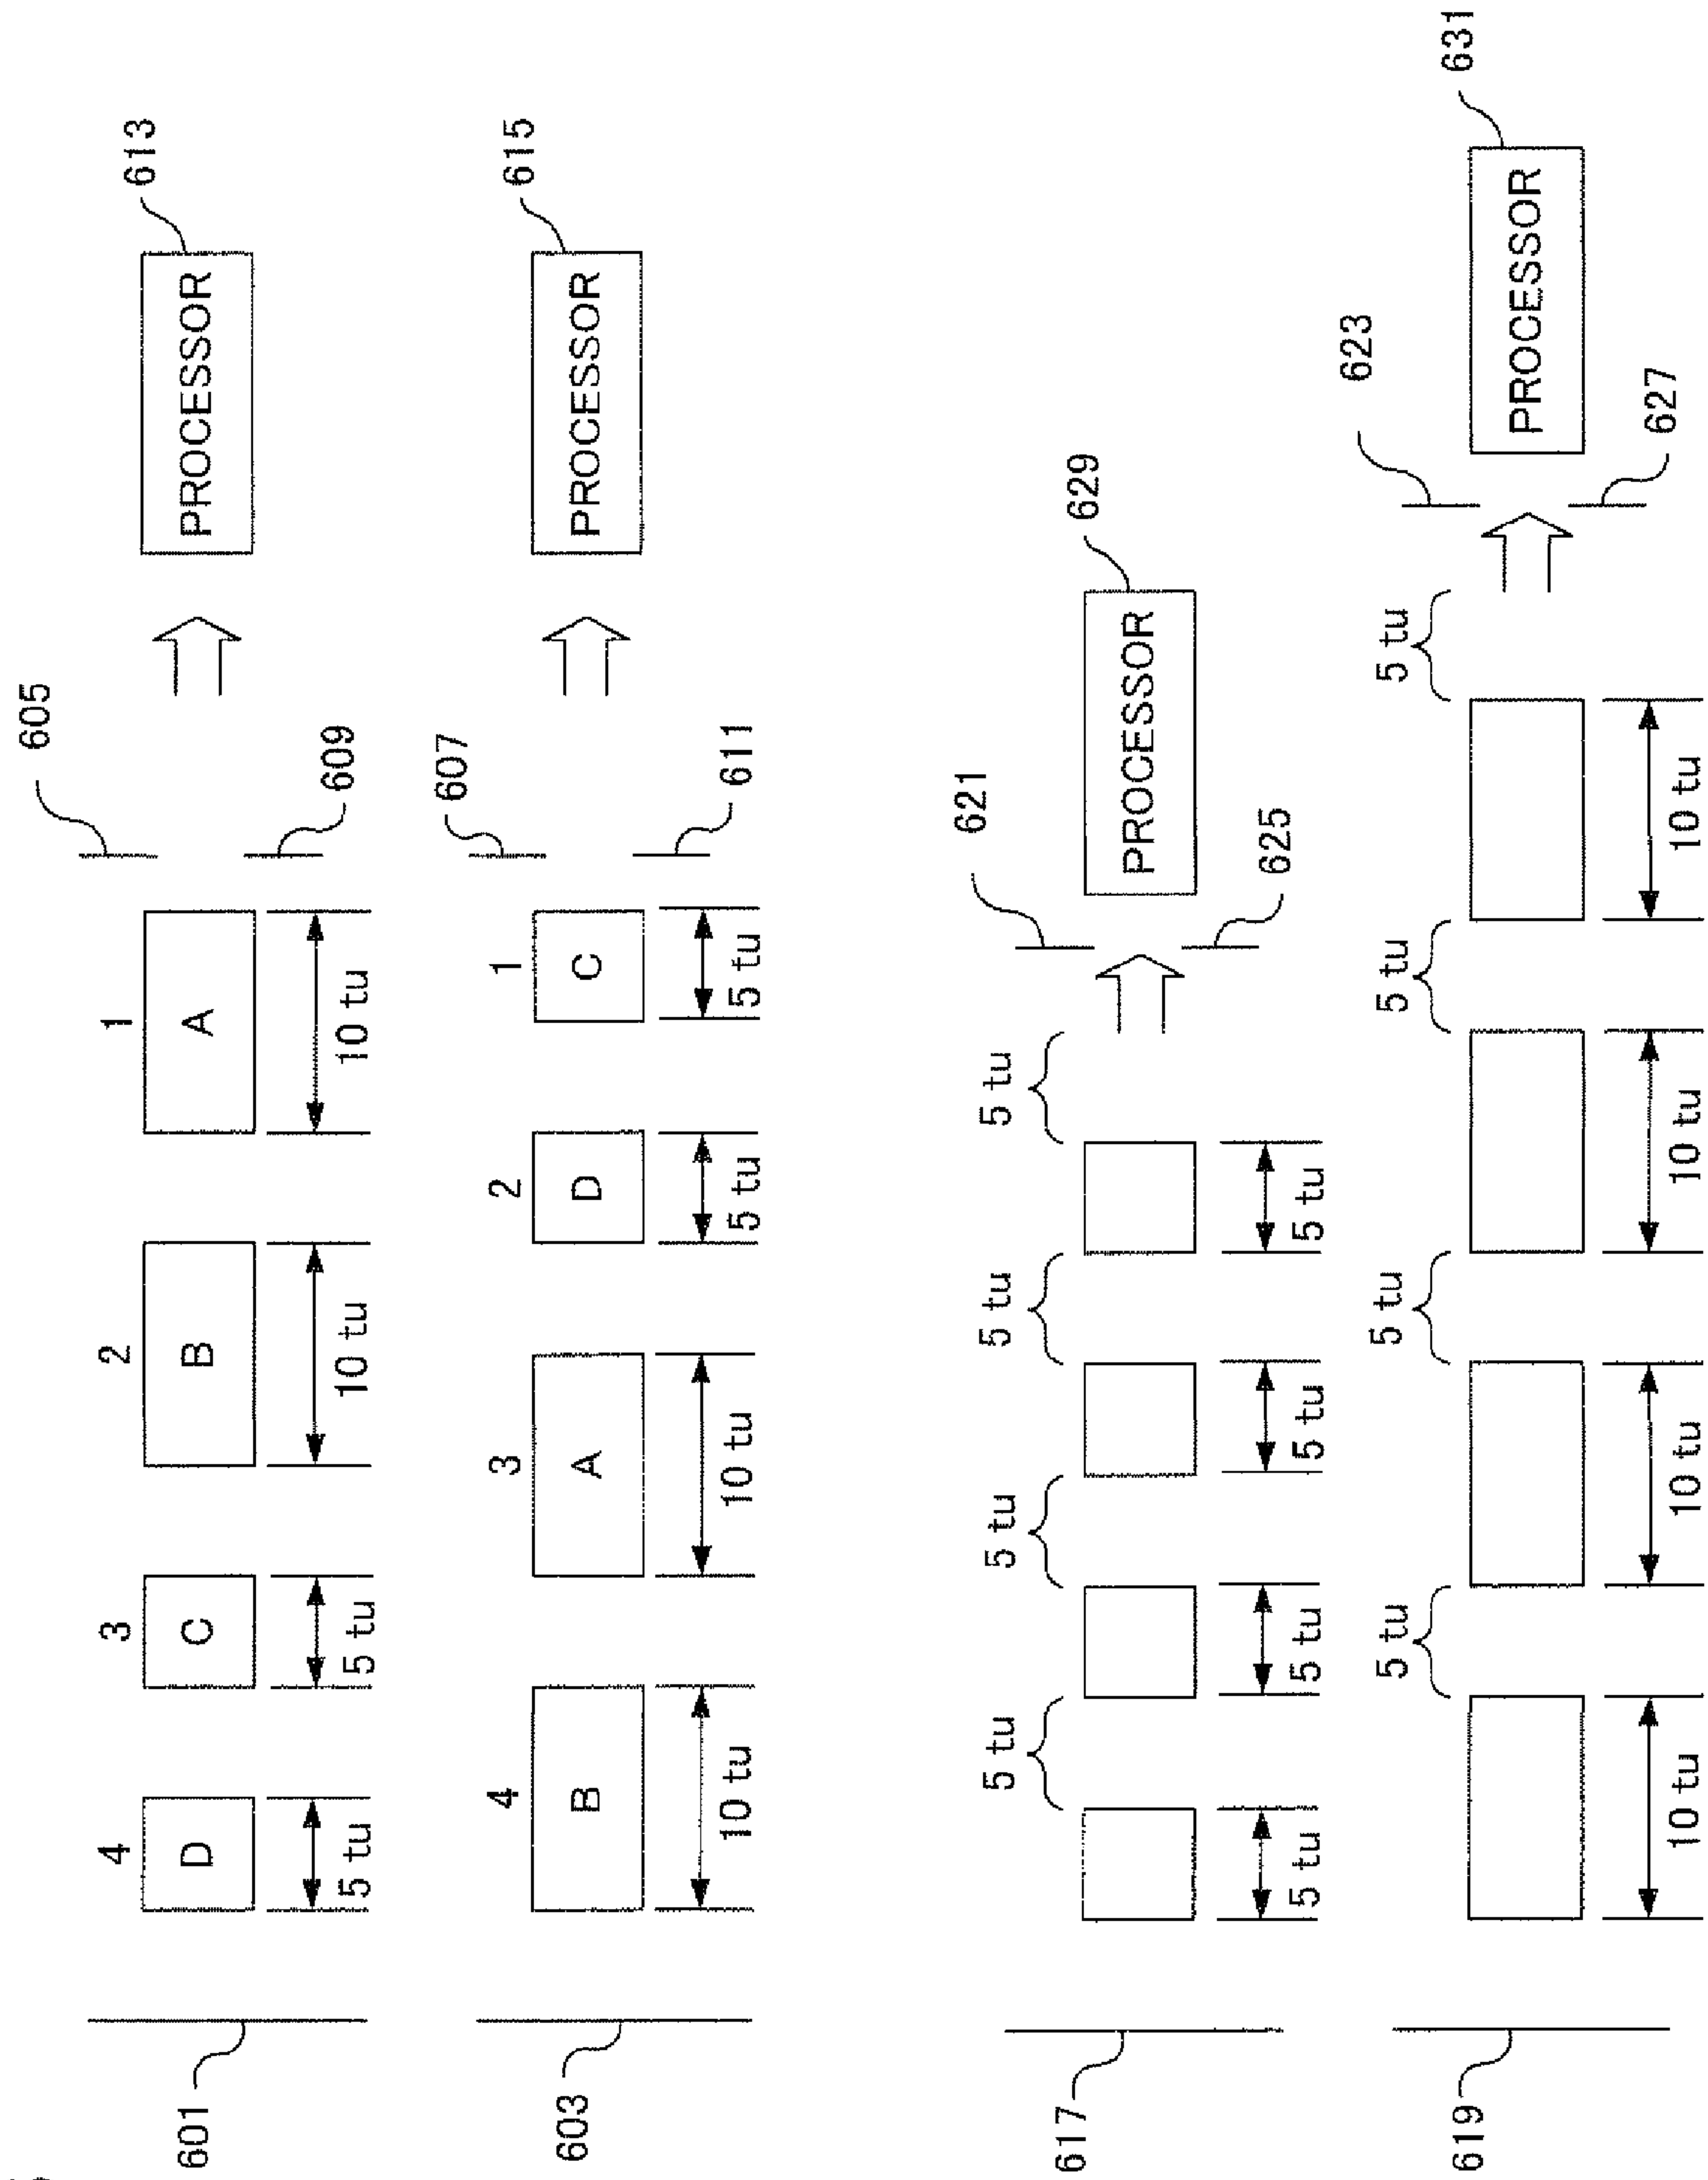 605
4 3 2 1 613
D C B A PROCESSOR
601
5 tu 5 tu 10 tu 10 tu 609
607
4 3 2 1 615
B A D C PROCESSOR
603
10 tu 10 tu 5 tu 5 tu 611
621
5 tu 5 tu 5 tu 5 tu 629
PROCESSOR
617
5 tu 5 tu 5 tu 5 tu 625
623
5 tu 5 tu 5 tu 5 tu 631
PROCESSOR
619
10 tu 10 tu 10 tu 10 tu 627